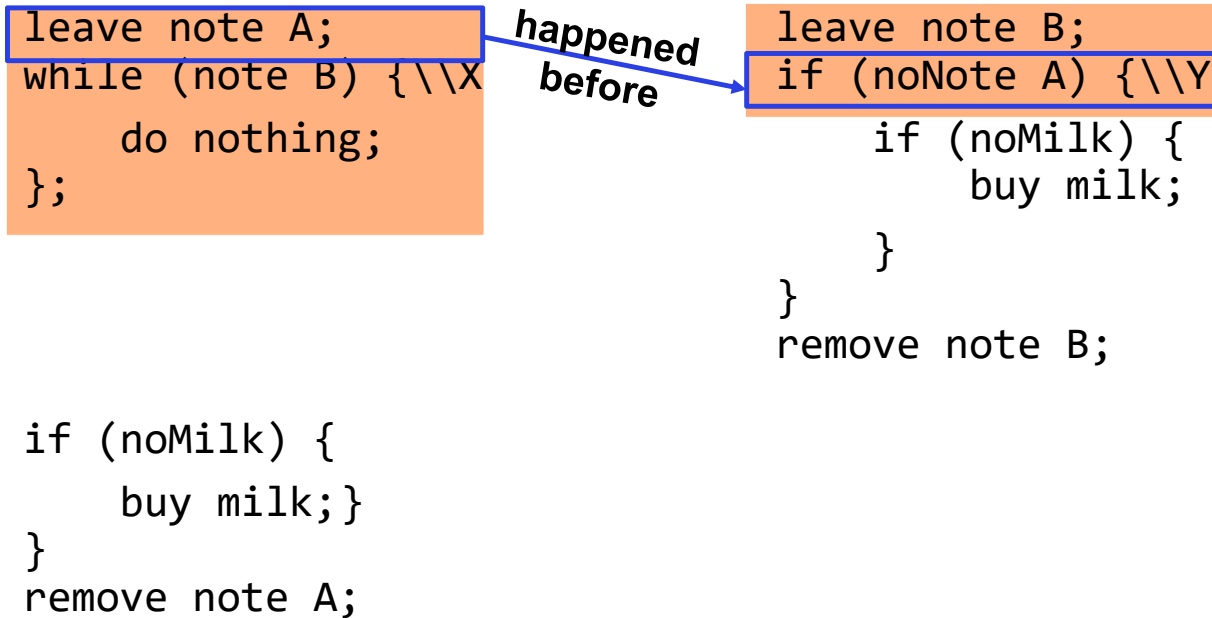 leave note A;
while (note B) {\\X
do nothing;
};
if (noMilk) {
buy milk;}
}
remove note A;
happened
before
leave note B;
if (noNote A) {\\Y
if (noMilk) {
buy milk;
}
}
remove note B;